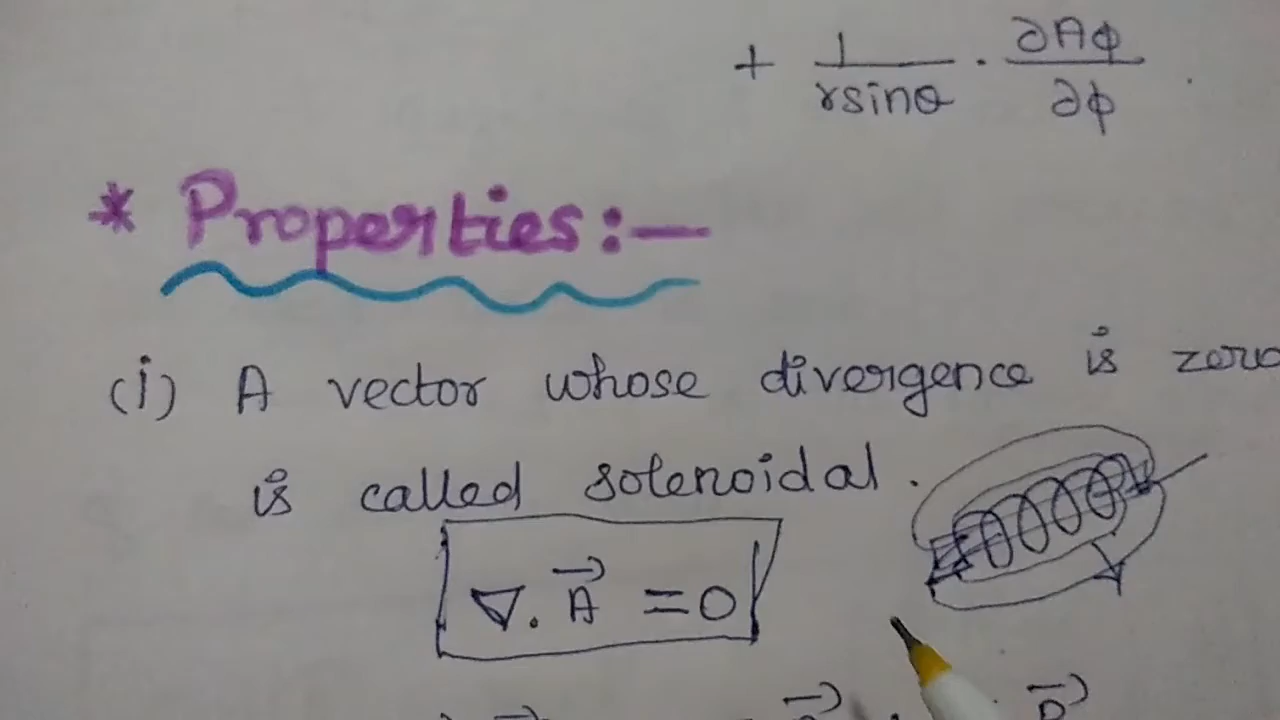 + 1/(rsinθ) · ∂Aϕ/∂ϕ
* Properties:—
(i) A vector whose divergence is zero
is called solenoidal.
∇. A⃗ = 0